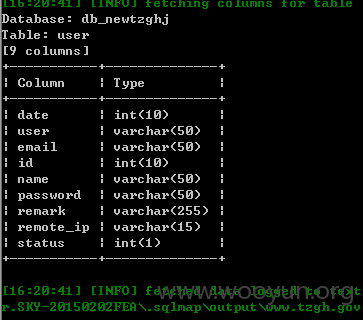 [16:20:41] [INFO] fetching columns for table
Database: db_newtzghj
Table: user
[9 columns]
+-----------+--------------+
| Column | Type |
+-----------+--------------+
| date | int(10) |
| user | varchar(50) |
| email | varchar(50) |
| id | int(10) |
| name | varchar(50) |
| password | varchar(50) |
| remark | varchar(255) |
| remote_ip | varchar(15) |
| status | int(1) |
+-----------+--------------+
[16:20:41] [INFO] fetched data logged to text
r.SKY-20150202FEA\.sqlmap\output\www.tzgh.gov
www.wooyun.org